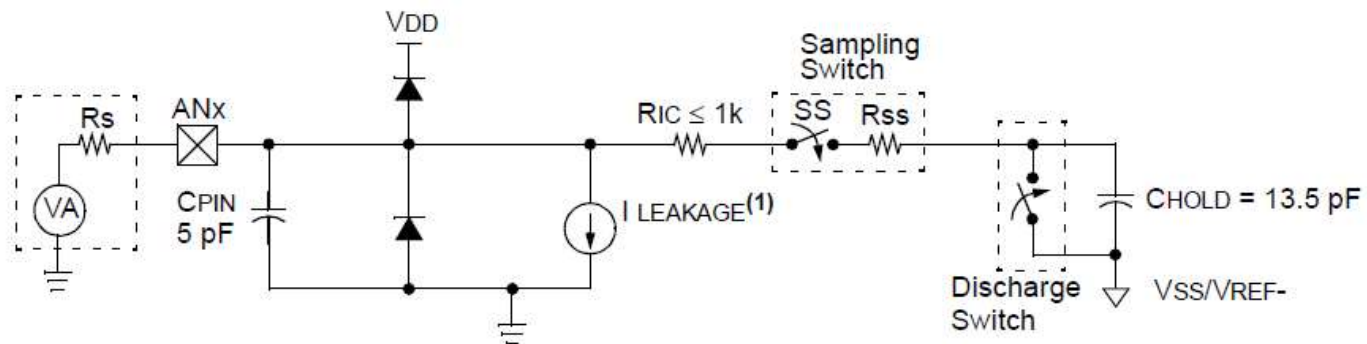 VDD
Sampling
Switch
Rs
ANx
RIC ≤ 1k
SS
Rss
VA
CPIN
5 pF
I LEAKAGE(1)
CHOLD = 13.5 pF
Discharge
Switch
VSS/VREF-